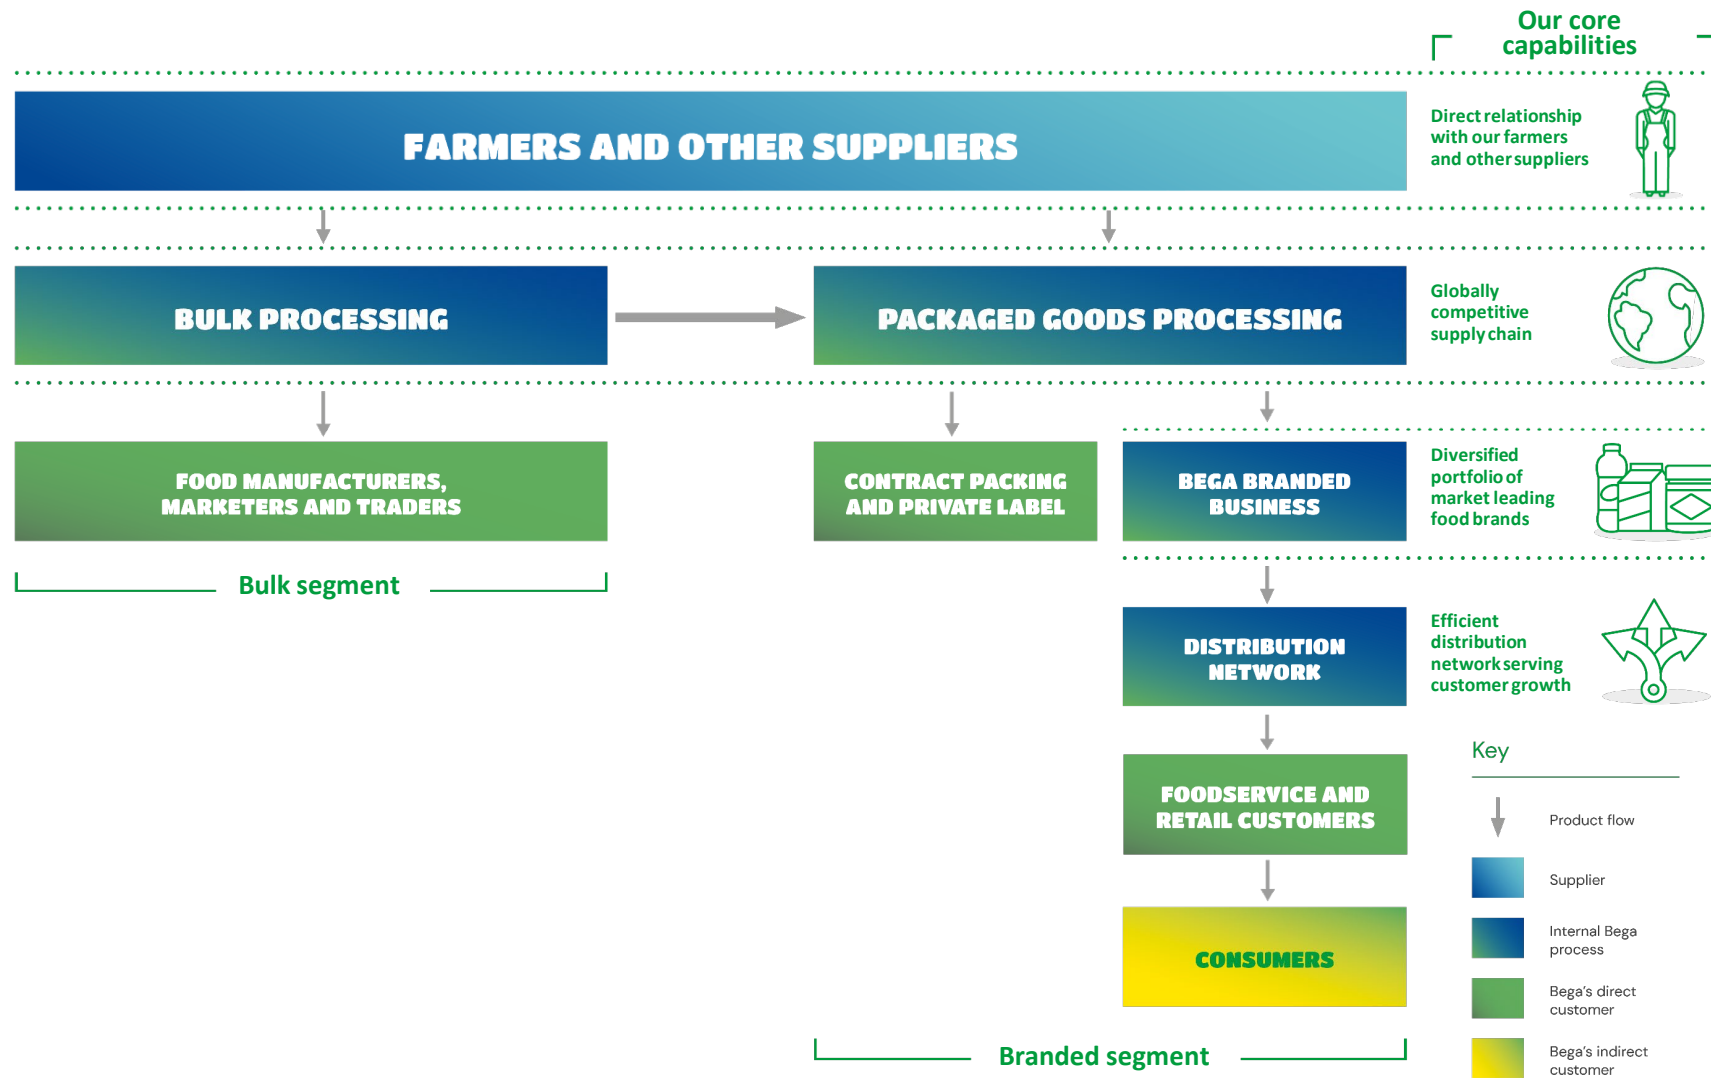 Our core
capabilities
FARMERS AND OTHER SUPPLIERS
Direct relationship
with our farmers
and other suppliers
BULK PROCESSING
PACKAGED GOODS PROCESSING
Globally
competitive
supply chain
FOOD MANUFACTURERS,
MARKETERS AND TRADERS
CONTRACT PACKING
AND PRIVATE LABEL
BEGA BRANDED
BUSINESS
Diversified
portfolio of
market leading
food brands
Bulk segment
DISTRIBUTION
NETWORK
Efficient
distribution
network serving
customer growth
FOODSERVICE AND
RETAIL CUSTOMERS
CONSUMERS
Branded segment
Key
Product flow
Supplier
Internal Bega
process
Bega's direct
customer
Bega's indirect
customer